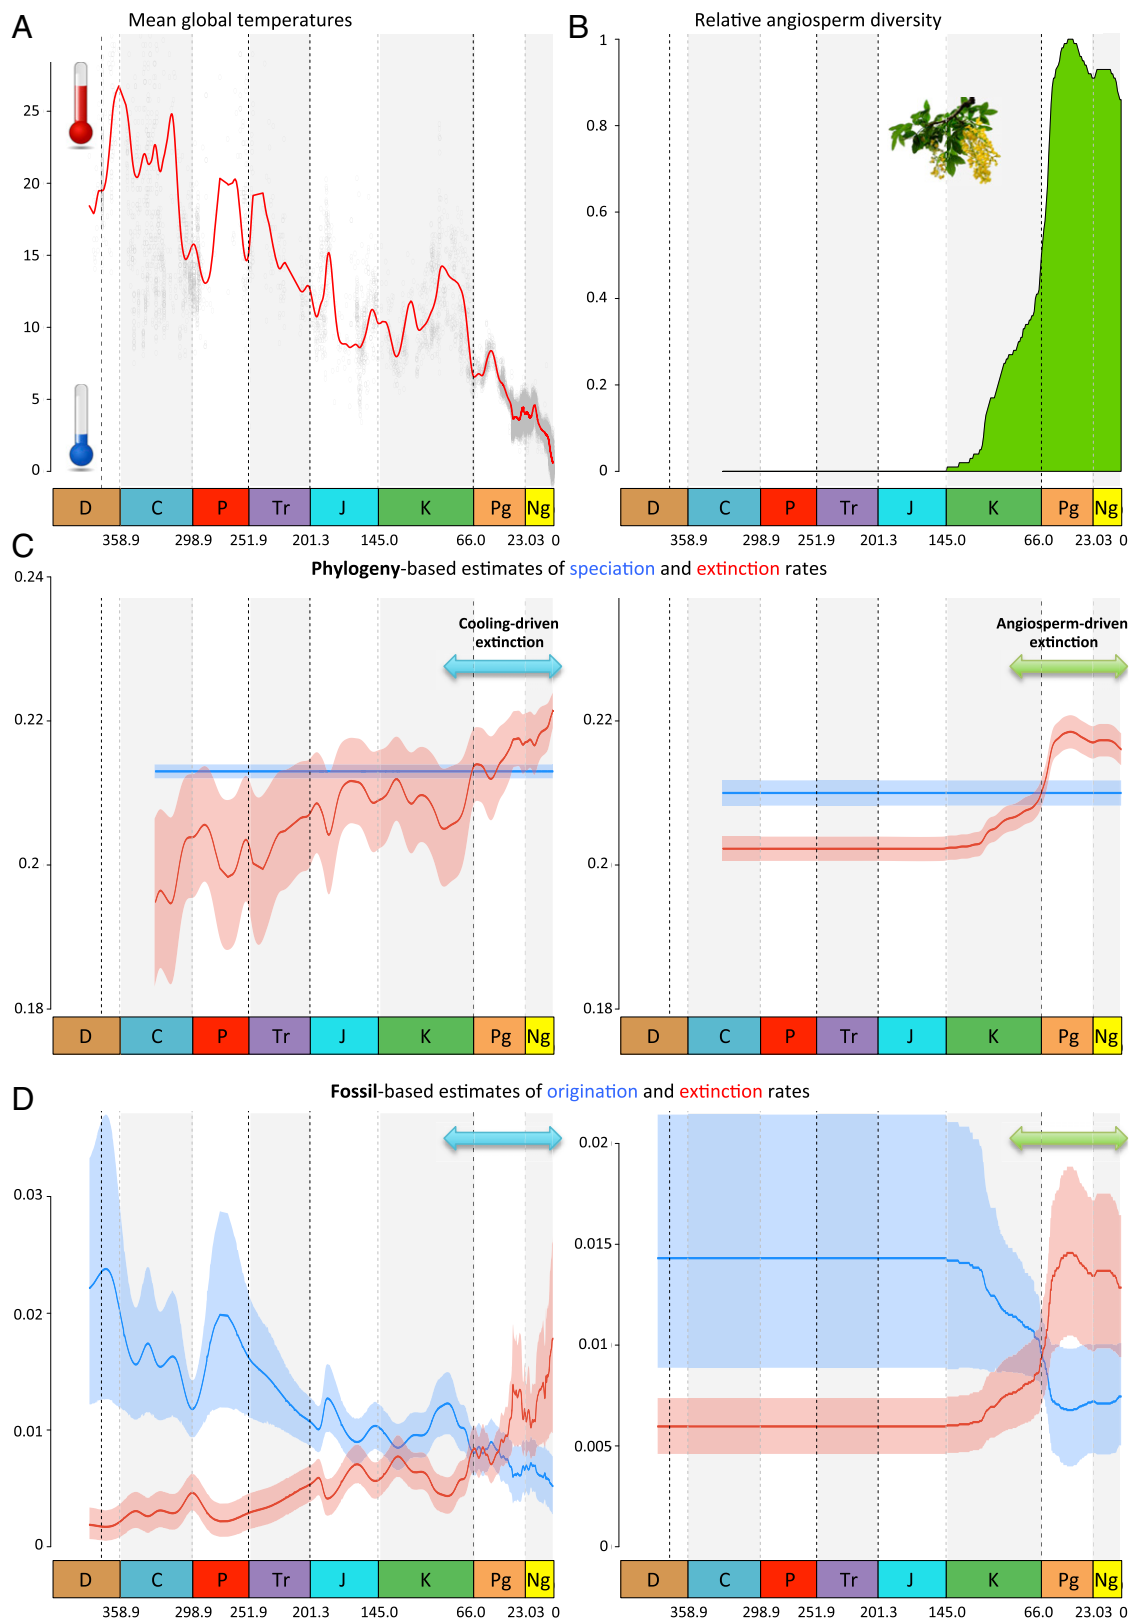 A Mean global temperatures
B Relative angiosperm diversity
25
20
15
10
5
0
1
0.8
0.6
0.4
0.2
0
D C P Tr J K Pg Ng
358.9 298.9 251.9 201.3 145.0 66.0 23.03 0
D C P Tr J K Pg Ng
358.9 298.9 251.9 201.3 145.0 66.0 23.03 0
C
Phylogeny-based estimates of speciation and extinction rates
0.24
0.22
0.2
0.18
Cooling-driven
extinction
0.22
0.2
0.18
Angiosperm-driven
extinction
D C P Tr J K Pg Ng
D C P Tr J K Pg Ng
D
Fossil-based estimates of origination and extinction rates
0.03
0.02
0.01
0
0.02
0.015
0.01
0.005
0
D C P Tr J K Pg Ng
358.9 298.9 251.9 201.3 145.0 66.0 23.03 0
D C P Tr J K Pg Ng
358.9 298.9 251.9 201.3 145.0 66.0 23.03 0